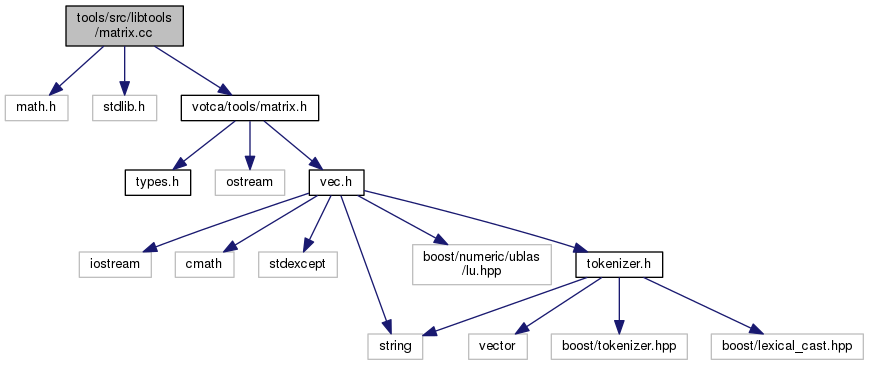 tools/src/libtools
/matrix.cc
math.h
stdlib.h
votca/tools/matrix.h
types.h
ostream
vec.h
iostream
cmath
stdexcept
boost/numeric/ublas
/lu.hpp
tokenizer.h
string
vector
boost/tokenizer.hpp
boost/lexical_cast.hpp